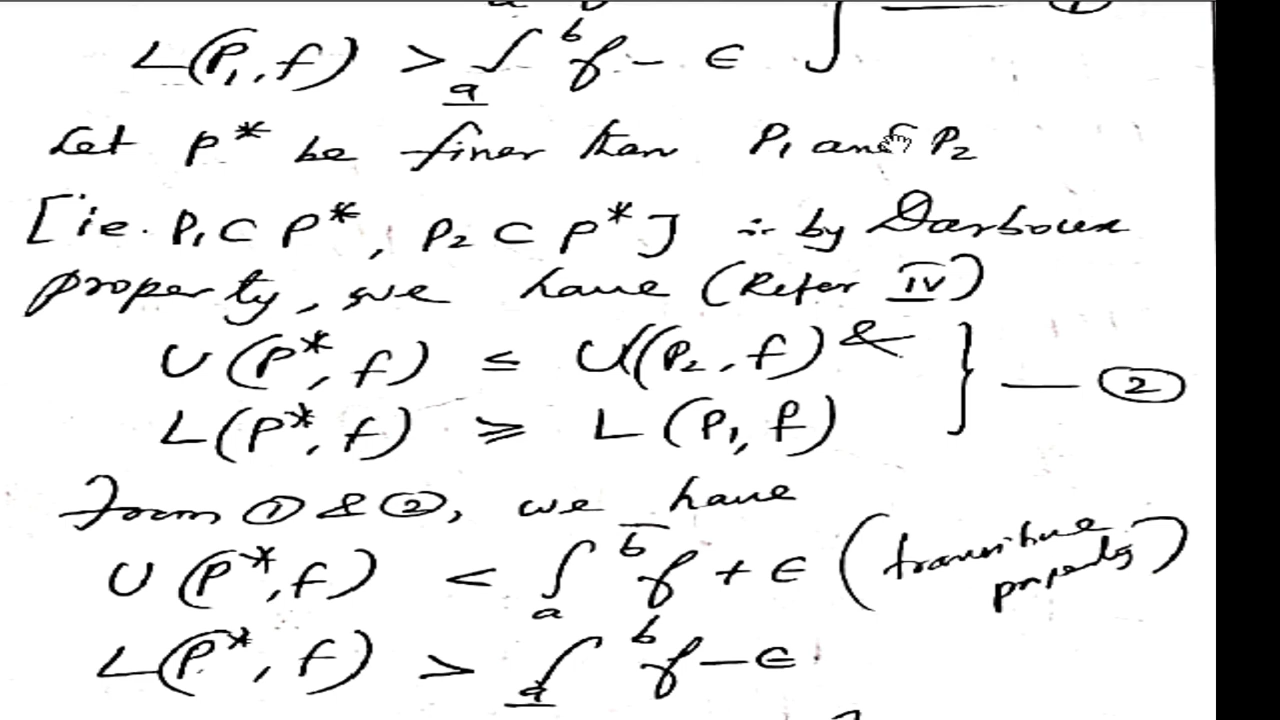 L(P₁, f) > ∫_a̲^b f - ∈ } — ①
Let P* be finer than P₁ and P₂
[ie. P₁ ⊂ P*, P₂ ⊂ P*] ∴ by Darboux
property, we have (Refer IV)
U(P*, f) ≤ U((P₂, f) &
L(P*, f) ≥ L(P₁, f) } — ②
From ① & ②, we have
U(P*, f) < ∫_a^b̅ f + ∈ (transitive property)
L(P*, f) > ∫_a̲^b f - ∈.